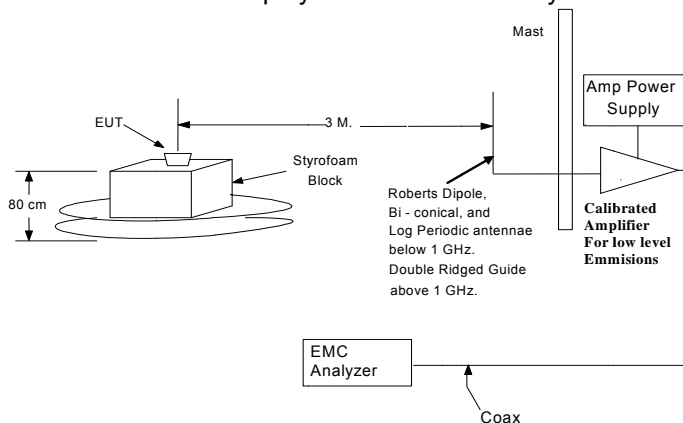 Mast
Amp Power
Supply
EUT
3 M.
Styrofoam
Block
80 cm
Roberts Dipole,
Bi - conical, and
Log Periodic antennae
below 1 GHz.
Double Ridged Guide
above 1 GHz.
Calibrated
Amplifier
For low level
Emmisions
EMC
Analyzer
Coax